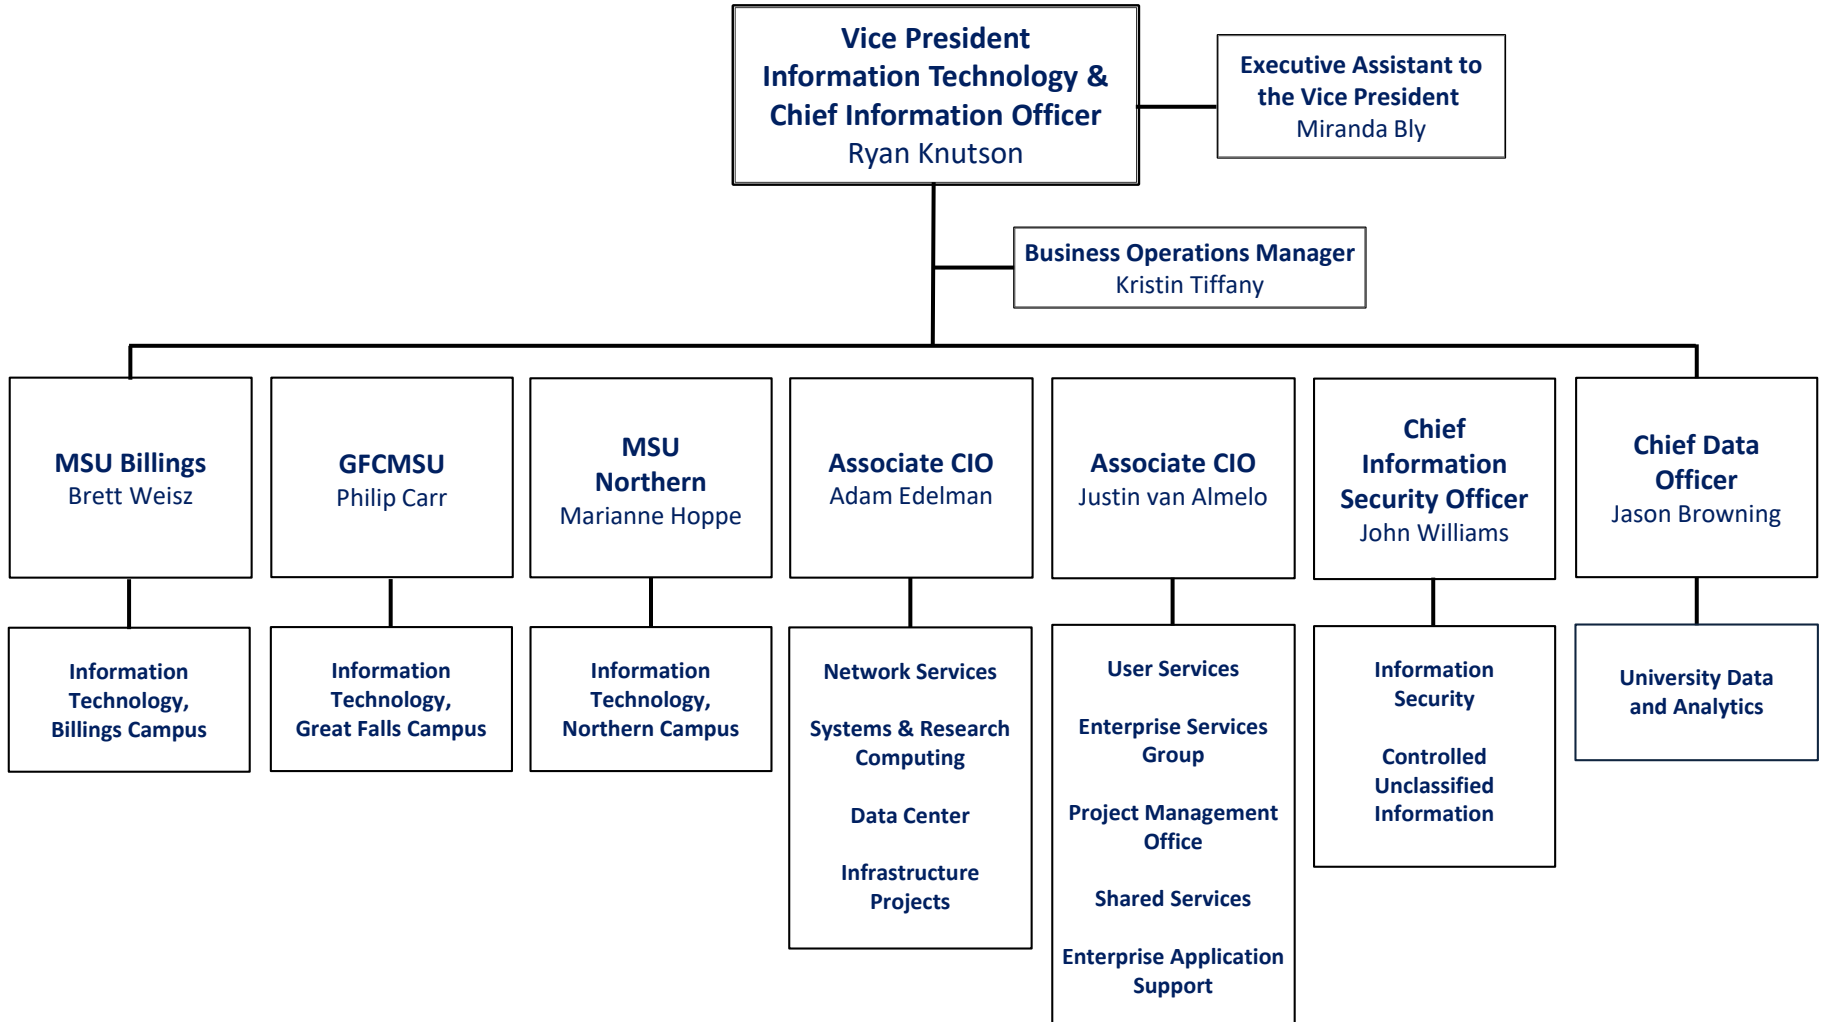 Vice President
Information Technology &
Chief Information Officer
Ryan Knutson
Executive Assistant to
the Vice President
Miranda Bly
Business Operations Manager
Kristin Tiffany
MSU Billings
Brett Weisz
GFCMSU
Philip Carr
MSU
Northern
Marianne Hoppe
Associate CIO
Adam Edelman
Associate CIO
Justin van Almelo
Chief
Information
Security Officer
John Williams
Chief Data
Officer
Jason Browning
Information
Technology,
Billings Campus
Information
Technology,
Great Falls Campus
Information
Technology,
Northern Campus
Network Services
Systems & Research
Computing
Data Center
Infrastructure
Projects
User Services
Enterprise Services
Group
Project Management
Office
Shared Services
Enterprise Application
Support
Information
Security
Controlled
Unclassified
Information
University Data
and Analytics